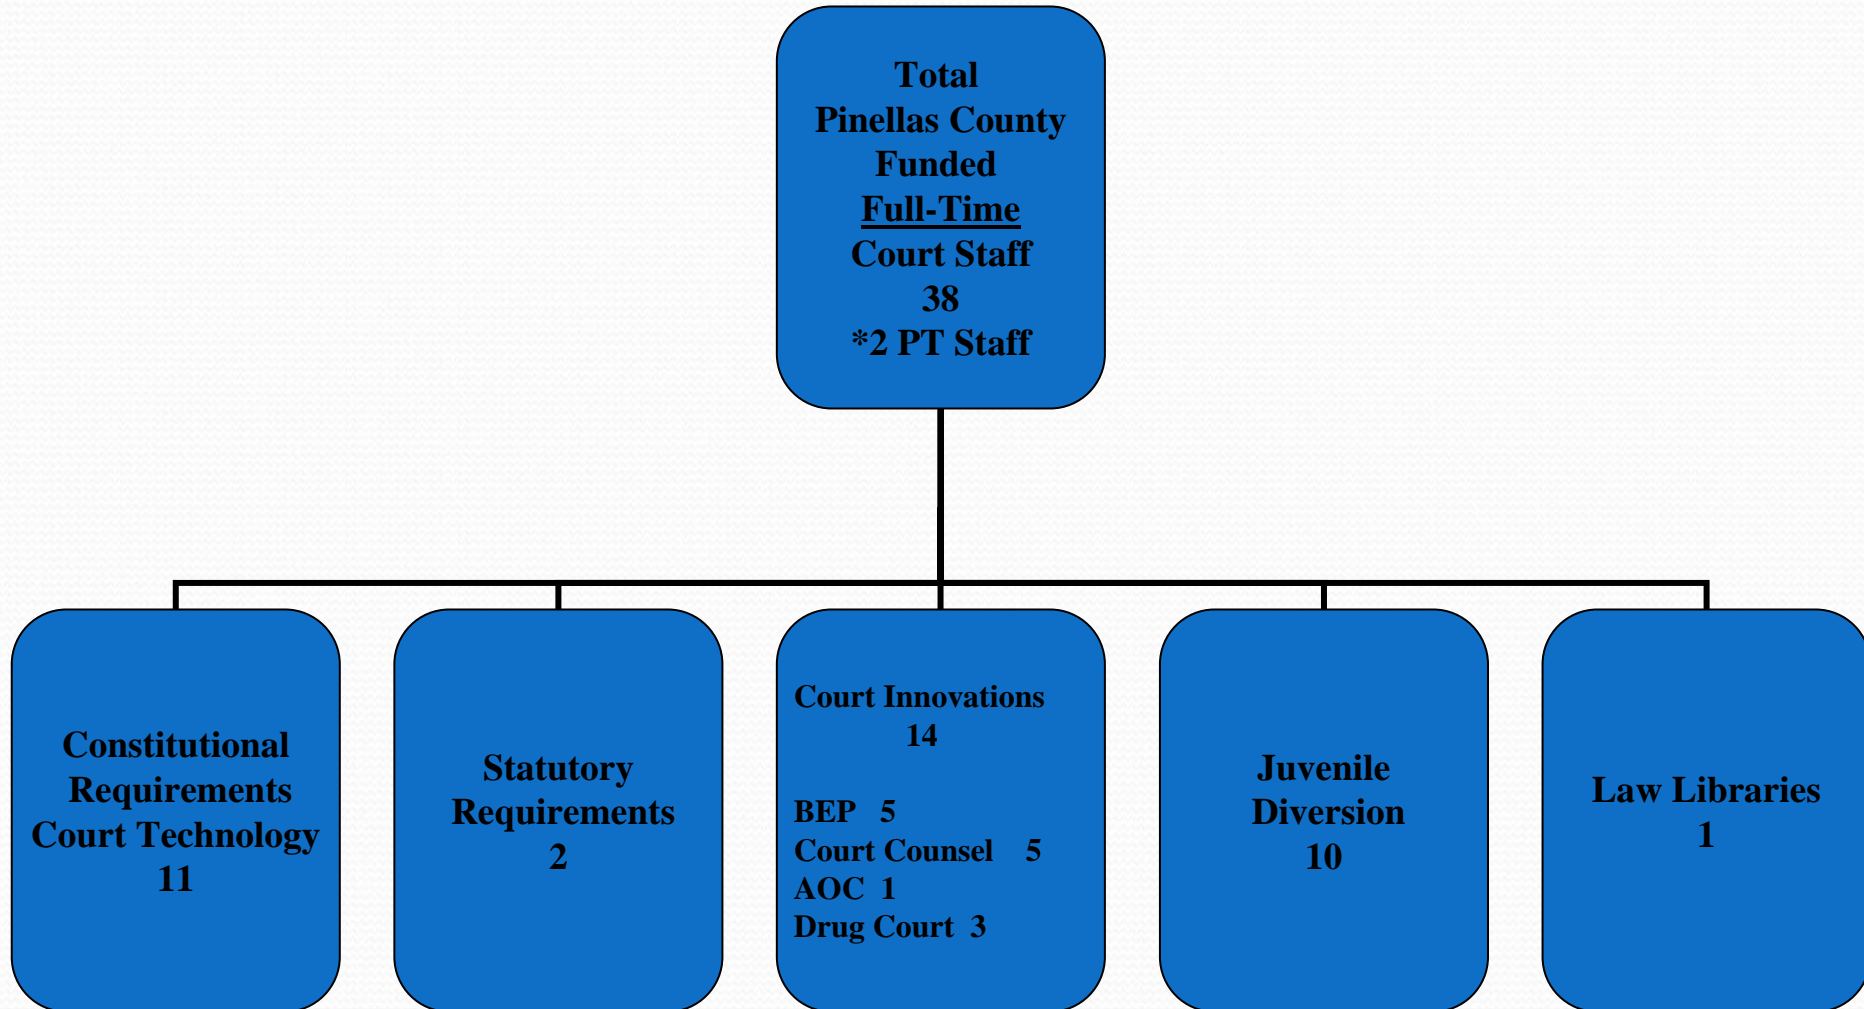 Total
Pinellas County
Funded
Full-Time
Court Staff
38
*2 PT Staff
Constitutional
Requirements
Court Technology
11
Statutory
Requirements
2
Court Innovations
14
BEP 5
Court Counsel 5
AOC 1
Drug Court 3
Juvenile
Diversion
10
Law Libraries
1